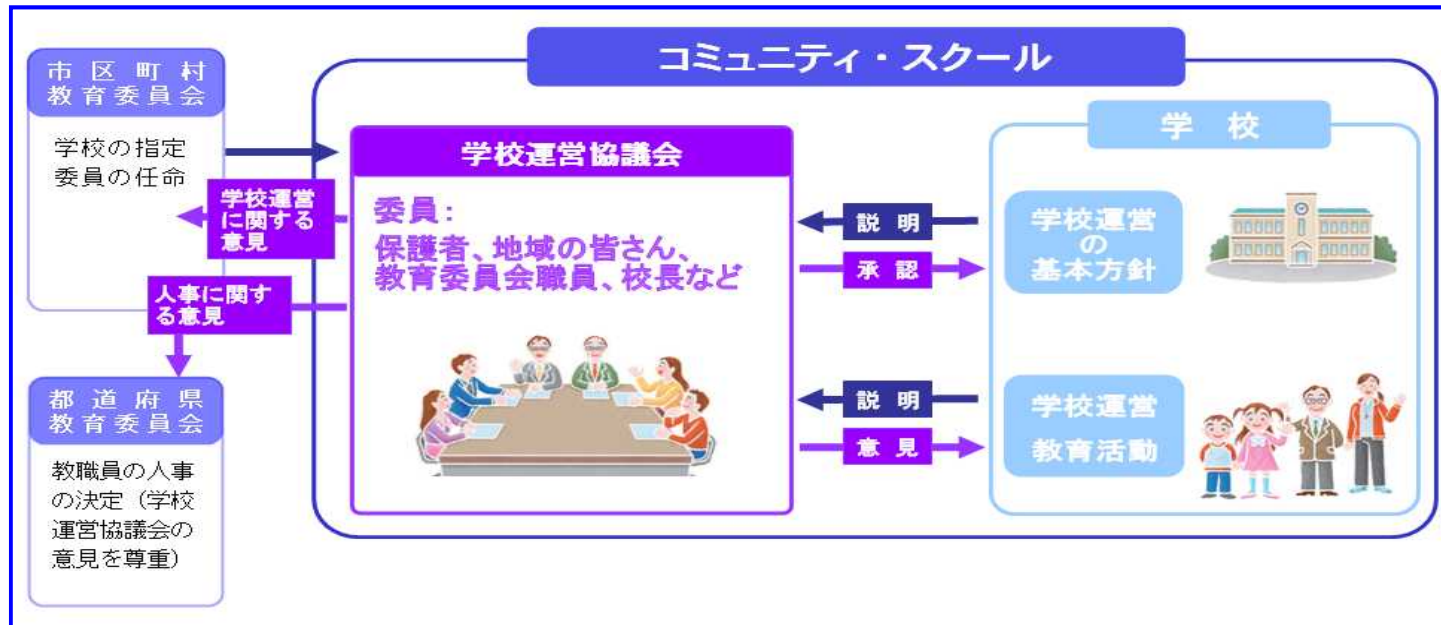 コミュニティ・スクール
市区町村
教育委員会
学校の指定
委員の任命
学校運営
に関する
意見
人事に関す
る意見
都道府県
教育委員会
教職員の人事
の決定（学校
運営協議会の
意見を尊重）
学校運営協議会
委員：
保護者、地域の皆さん、
教育委員会職員、校長など
説明
承認
説明
意見
学校
学校運営
の
基本方針
学校運営
教育活動